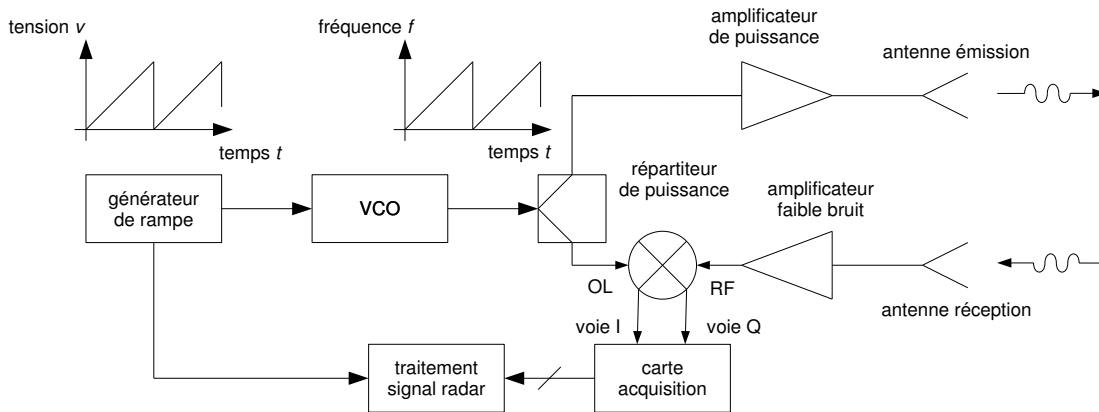 tension v
fréquence f
amplificateur
de puissance
antenne émission
temps t
temps t
générateur
de rampe
VCO
répartiteur
de puissance
amplificateur
faible bruit
OL
RF
antenne réception
voie I
voie Q
traitement
signal radar
carte
acquisition